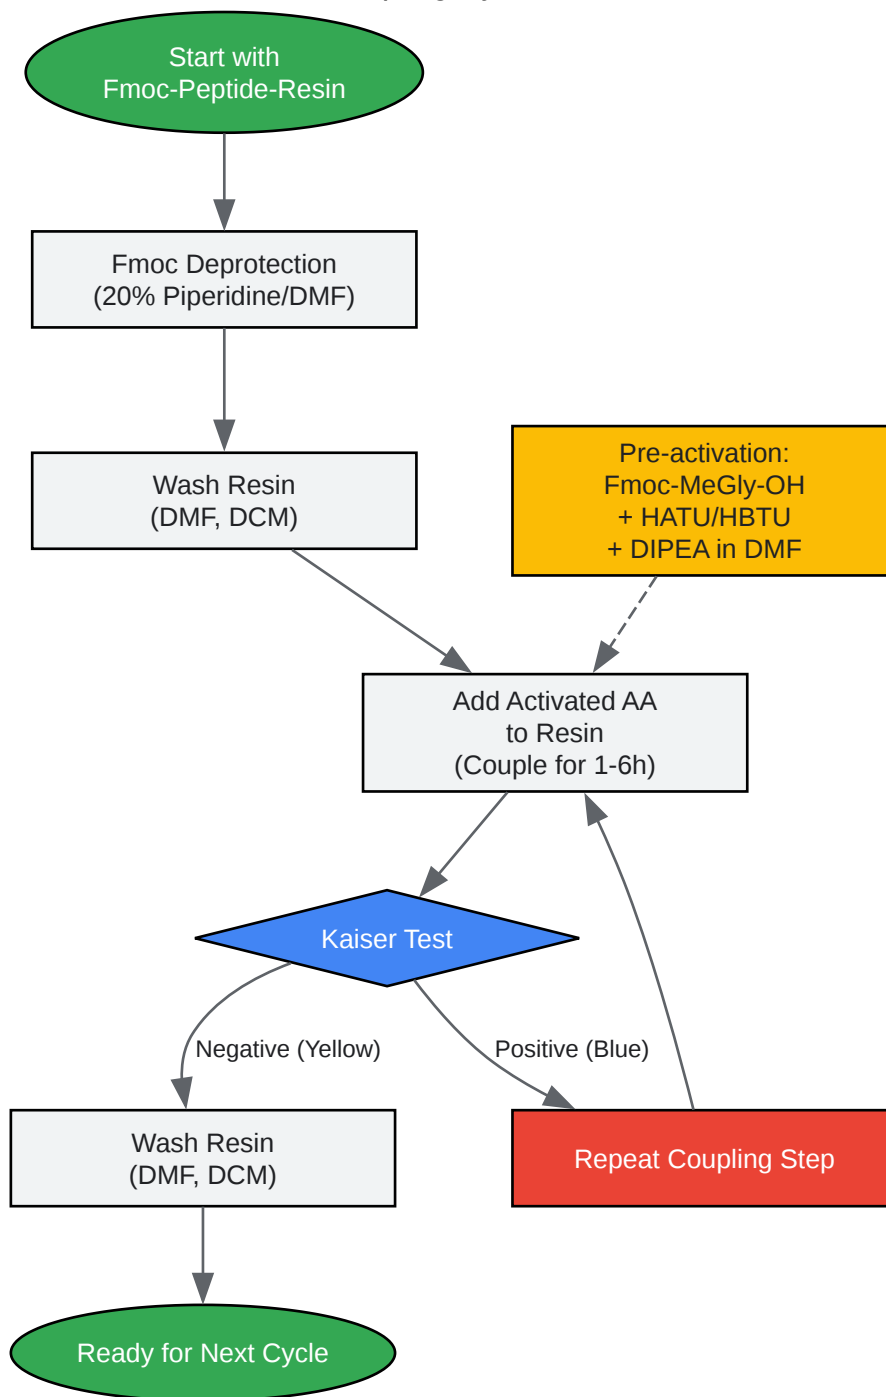 Start with
Fmoc-Peptide-Resin
Fmoc Deprotection
(20% Piperidine/DMF)
Wash Resin
(DMF, DCM)
Pre-activation:
Fmoc-MeGly-OH
+ HATU/HBTU
+ DIPEA in DMF
Add Activated AA
to Resin
(Couple for 1-6h)
Kaiser Test
Negative (Yellow)
Positive (Blue)
Wash Resin
(DMF, DCM)
Repeat Coupling Step
Ready for Next Cycle